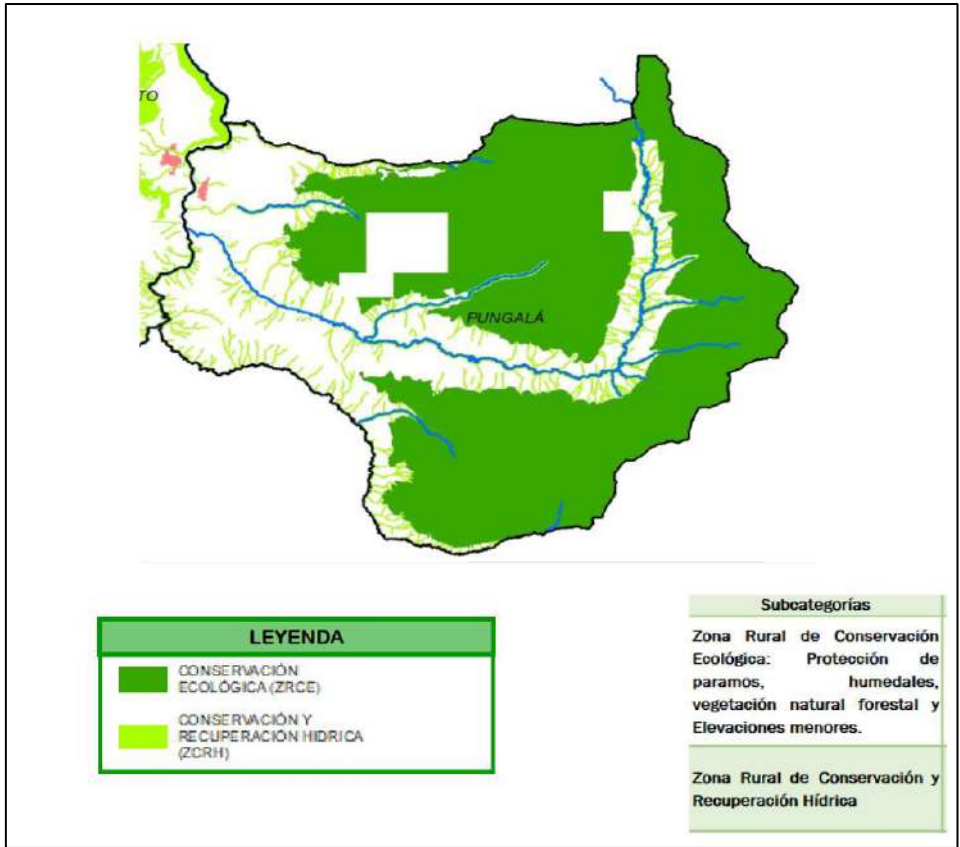 TO
PUNGALÁ
LEYENDA
CONSERVACIÓN
ECOLÓGICA (ZRCE)
CONSERVACIÓN Y
RECUPERACIÓN HIDRICA
(ZCRH)
Subcategorías
Zona Rural de Conservación
Ecológica: Protección de
paramos, humedales,
vegetación natural forestal y
Elevaciones menores.
Zona Rural de Conservación y
Recuperación Hídrica